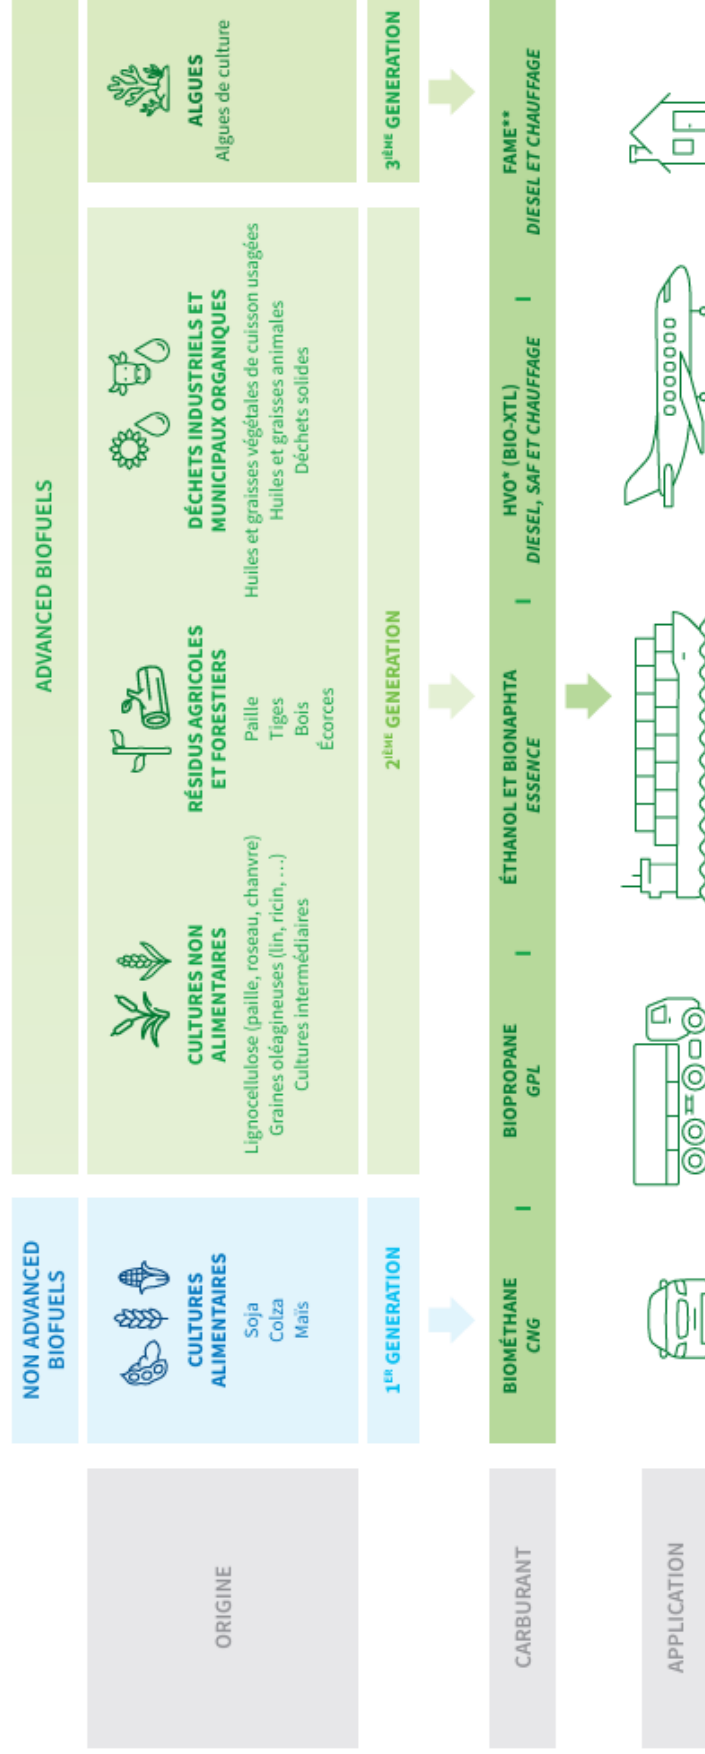 NON ADVANCED
BIOFUELS
ADVANCED BIOFUELS
ORIGINE
CULTURES
ALIMENTAIRES
Soja
Colza
Maïs
CULTURES NON
ALIMENTAIRES
Lignocellulose (paille, roseau, chanvre)
Graines oléagineuses (lin, ricin, ...)
Cultures intermédiaires
RÉSIDUS AGRICOLES
ET FORESTIERS
Paille
Tiges
Bois
Écorces
DÉCHETS INDUSTRIELS ET
MUNICIPAUX ORGANIQUES
Huiles et graisses végétales de cuisson usagées
Huiles et graisses animales
Déchets solides
ALGUES
Algues de culture
1ER GENERATION
2IÈME GENERATION
3IÈME GENERATION
CARBURANT
BIOMÉTHANE
CNG
BIOPROPANE
GPL
ÉTHANOL ET BIONAPHTA
ESSENCE
HVO* (BIO-XTL)
DIESEL, SAF ET CHAUFFAGE
FAME**
DIESEL ET CHAUFFAGE
APPLICATION